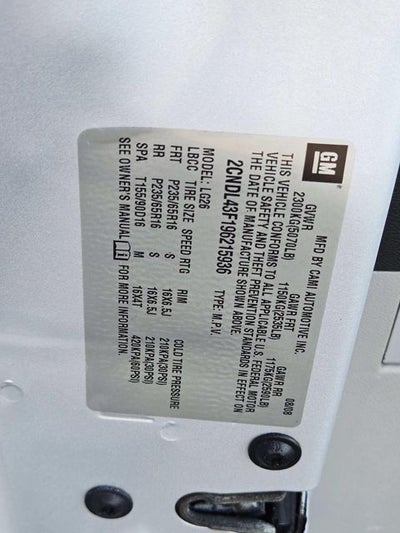 GM
MFD BY CAMI AUTOMOTIVE INC. 08/08
GVWR GAWR FRT GAWR RR
2300KG(5070LB) 1150KG(2535LB) 1175KG(2590LB)
THIS VEHICLE CONFORMS TO ALL APPLICABLE U.S. FEDERAL MOTOR
VEHICLE SAFETY AND THEFT PREVENTION STANDARDS IN EFFECT ON
THE DATE OF MANUFACTURE SHOWN ABOVE.
2CNDL43F196215936 TYPE: M.P.V.
MODEL: LG26
LBCC TIRE SIZE SPEED RTG RIM COLD TIRE PRESSURE
FRT P235/65R16 S 16X6.5J 210KPA(30PSI)
RR P235/65R16 S 16X6.5J 210KPA(30PSI)
SPA T155/90D16 M 16X4T 420KPA(60PSI)
SEE OWNER'S MANUAL FOR MORE INFORMATION.